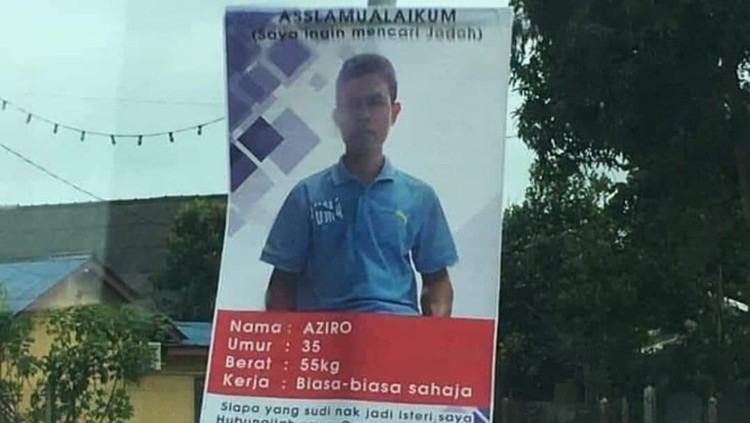 ASSLAMUALAIKUM
(Saya ingin mencari Jodoh)
Nama : AZIRO
Umur : 35
Berat : 55kg
Kerja : Biasa-biasa sahaja
Siapa yang sudi nak jadi isteri saya